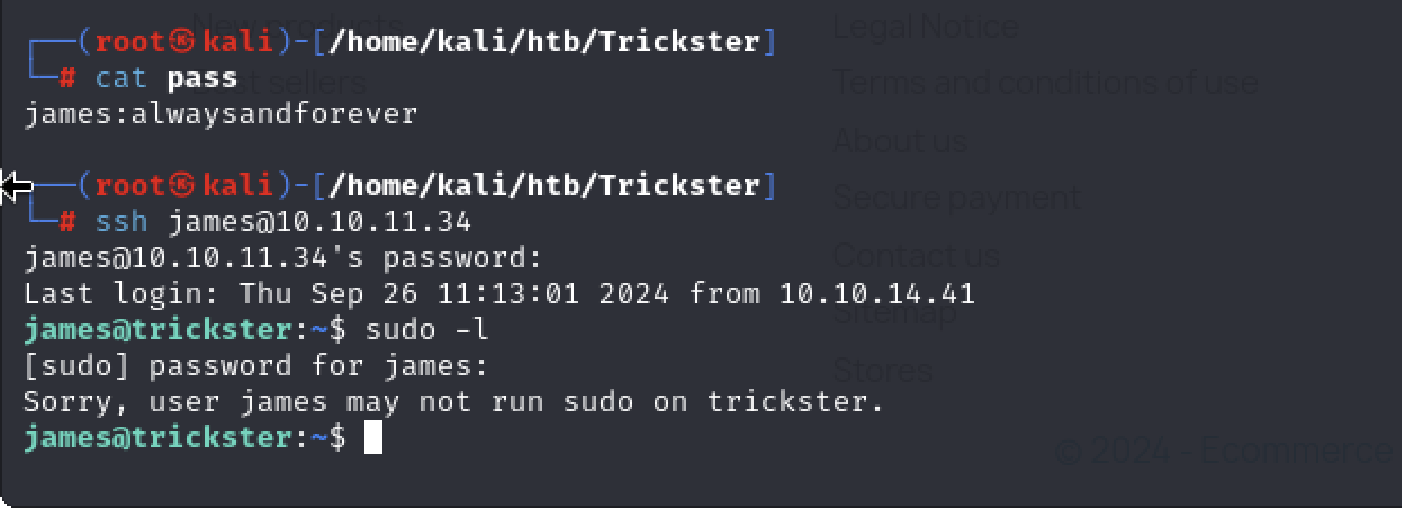 ┌──(root㉿kali)-[/home/kali/htb/Trickster]
└─# cat pass
james:alwaysandforever
┌──(root㉿kali)-[/home/kali/htb/Trickster]
└─# ssh james@10.10.11.34
james@10.10.11.34's password:
Last login: Thu Sep 26 11:13:01 2024 from 10.10.14.41
james@trickster:~$ sudo -l
[sudo] password for james:
Sorry, user james may not run sudo on trickster.
james@trickster:~$
New products
Best sellers
Legal Notice
Terms and conditions of use
About us
Secure payment
Contact us
Sitemap
Stores
© 2024 - Ecommerce